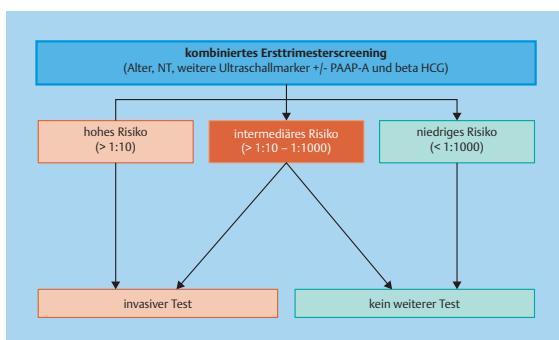 kombiniertes Ersttrimesterscreening
(Alter, NT, weitere Ultraschallmarker +/- PAAP-A und beta HCG)
hohes Risiko
(> 1:10)
intermediäres Risiko
(> 1:10 – 1:1000)
niedriges Risiko
(< 1:1000)
invasiver Test
kein weiterer Test